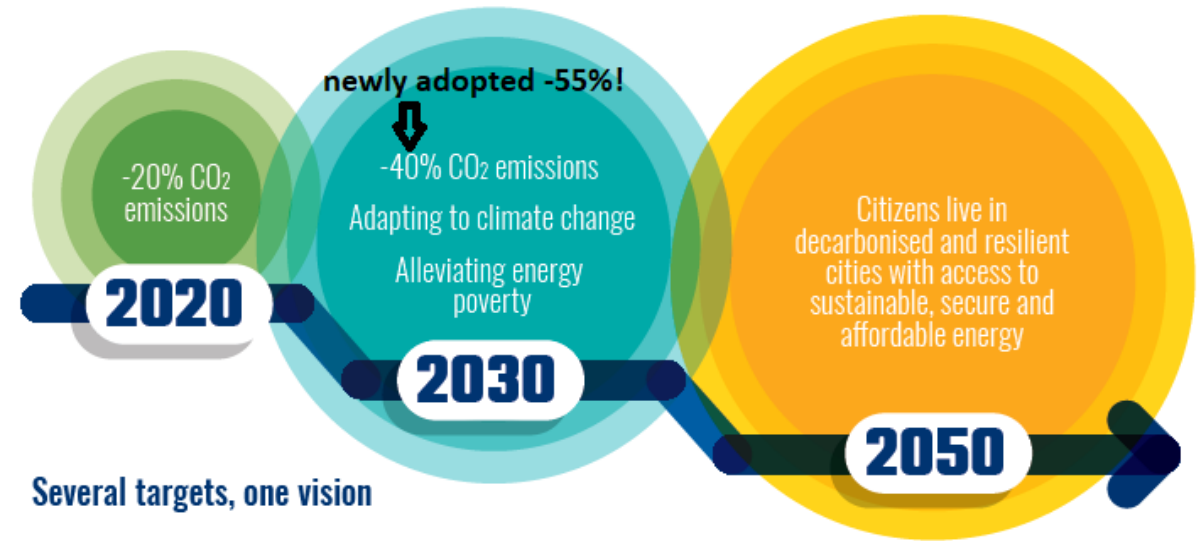 -20% CO₂
emissions
2020
newly adopted -55%!
-40% CO₂ emissions
Adapting to climate change
Alleviating energy
poverty
2030
Citizens live in
decarbonised and resilient
cities with access to
sustainable, secure and
affordable energy
2050
Several targets, one vision